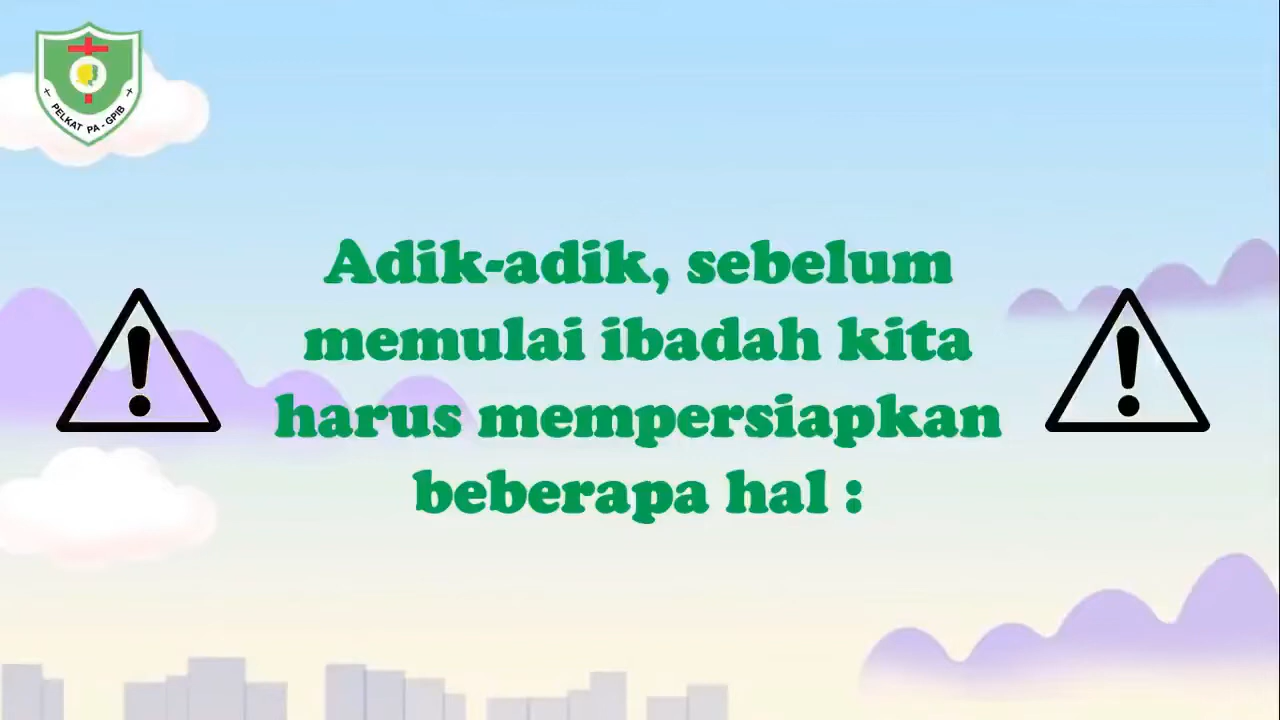 PELKAT PA - GPIB
Adik-adik, sebelum
memulai ibadah kita
harus mempersiapkan
beberapa hal :